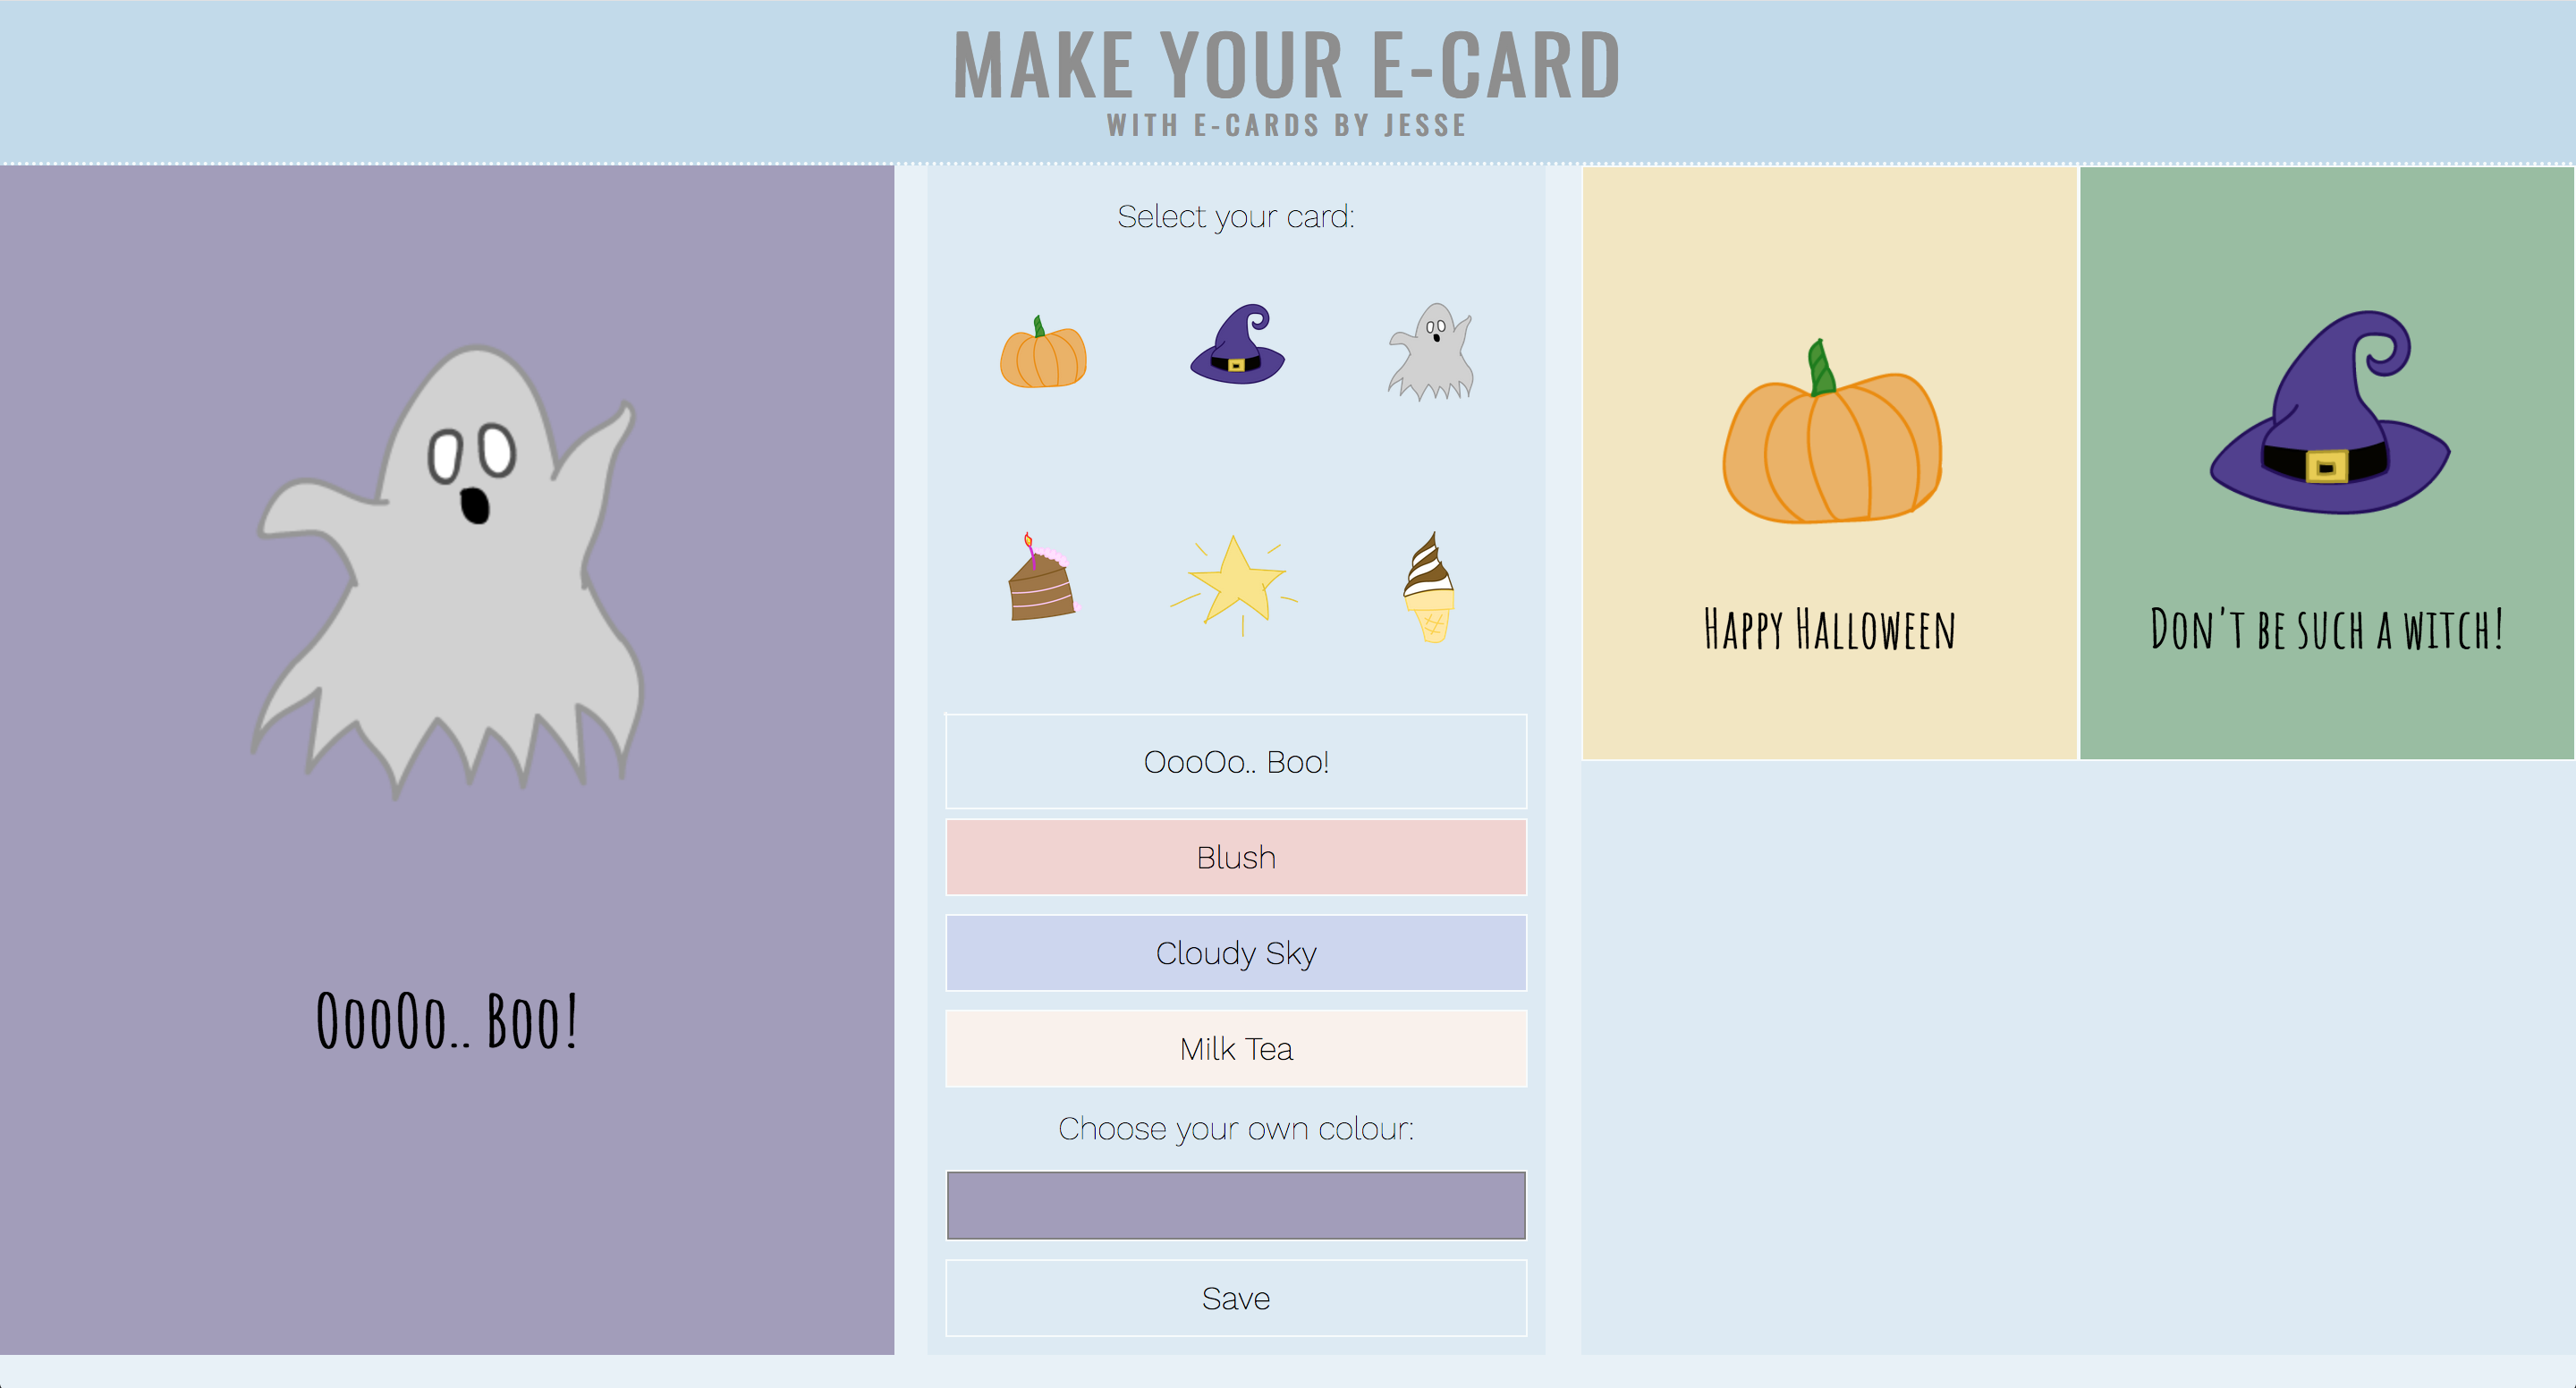 MAKE YOUR E-CARD
WITH E-CARDS BY JESSE
OooOo.. Boo!
Select your card:
OooOo.. Boo!
Blush
Cloudy Sky
Milk Tea
Choose your own colour:
Save
Happy Halloween
Don't be such a witch!